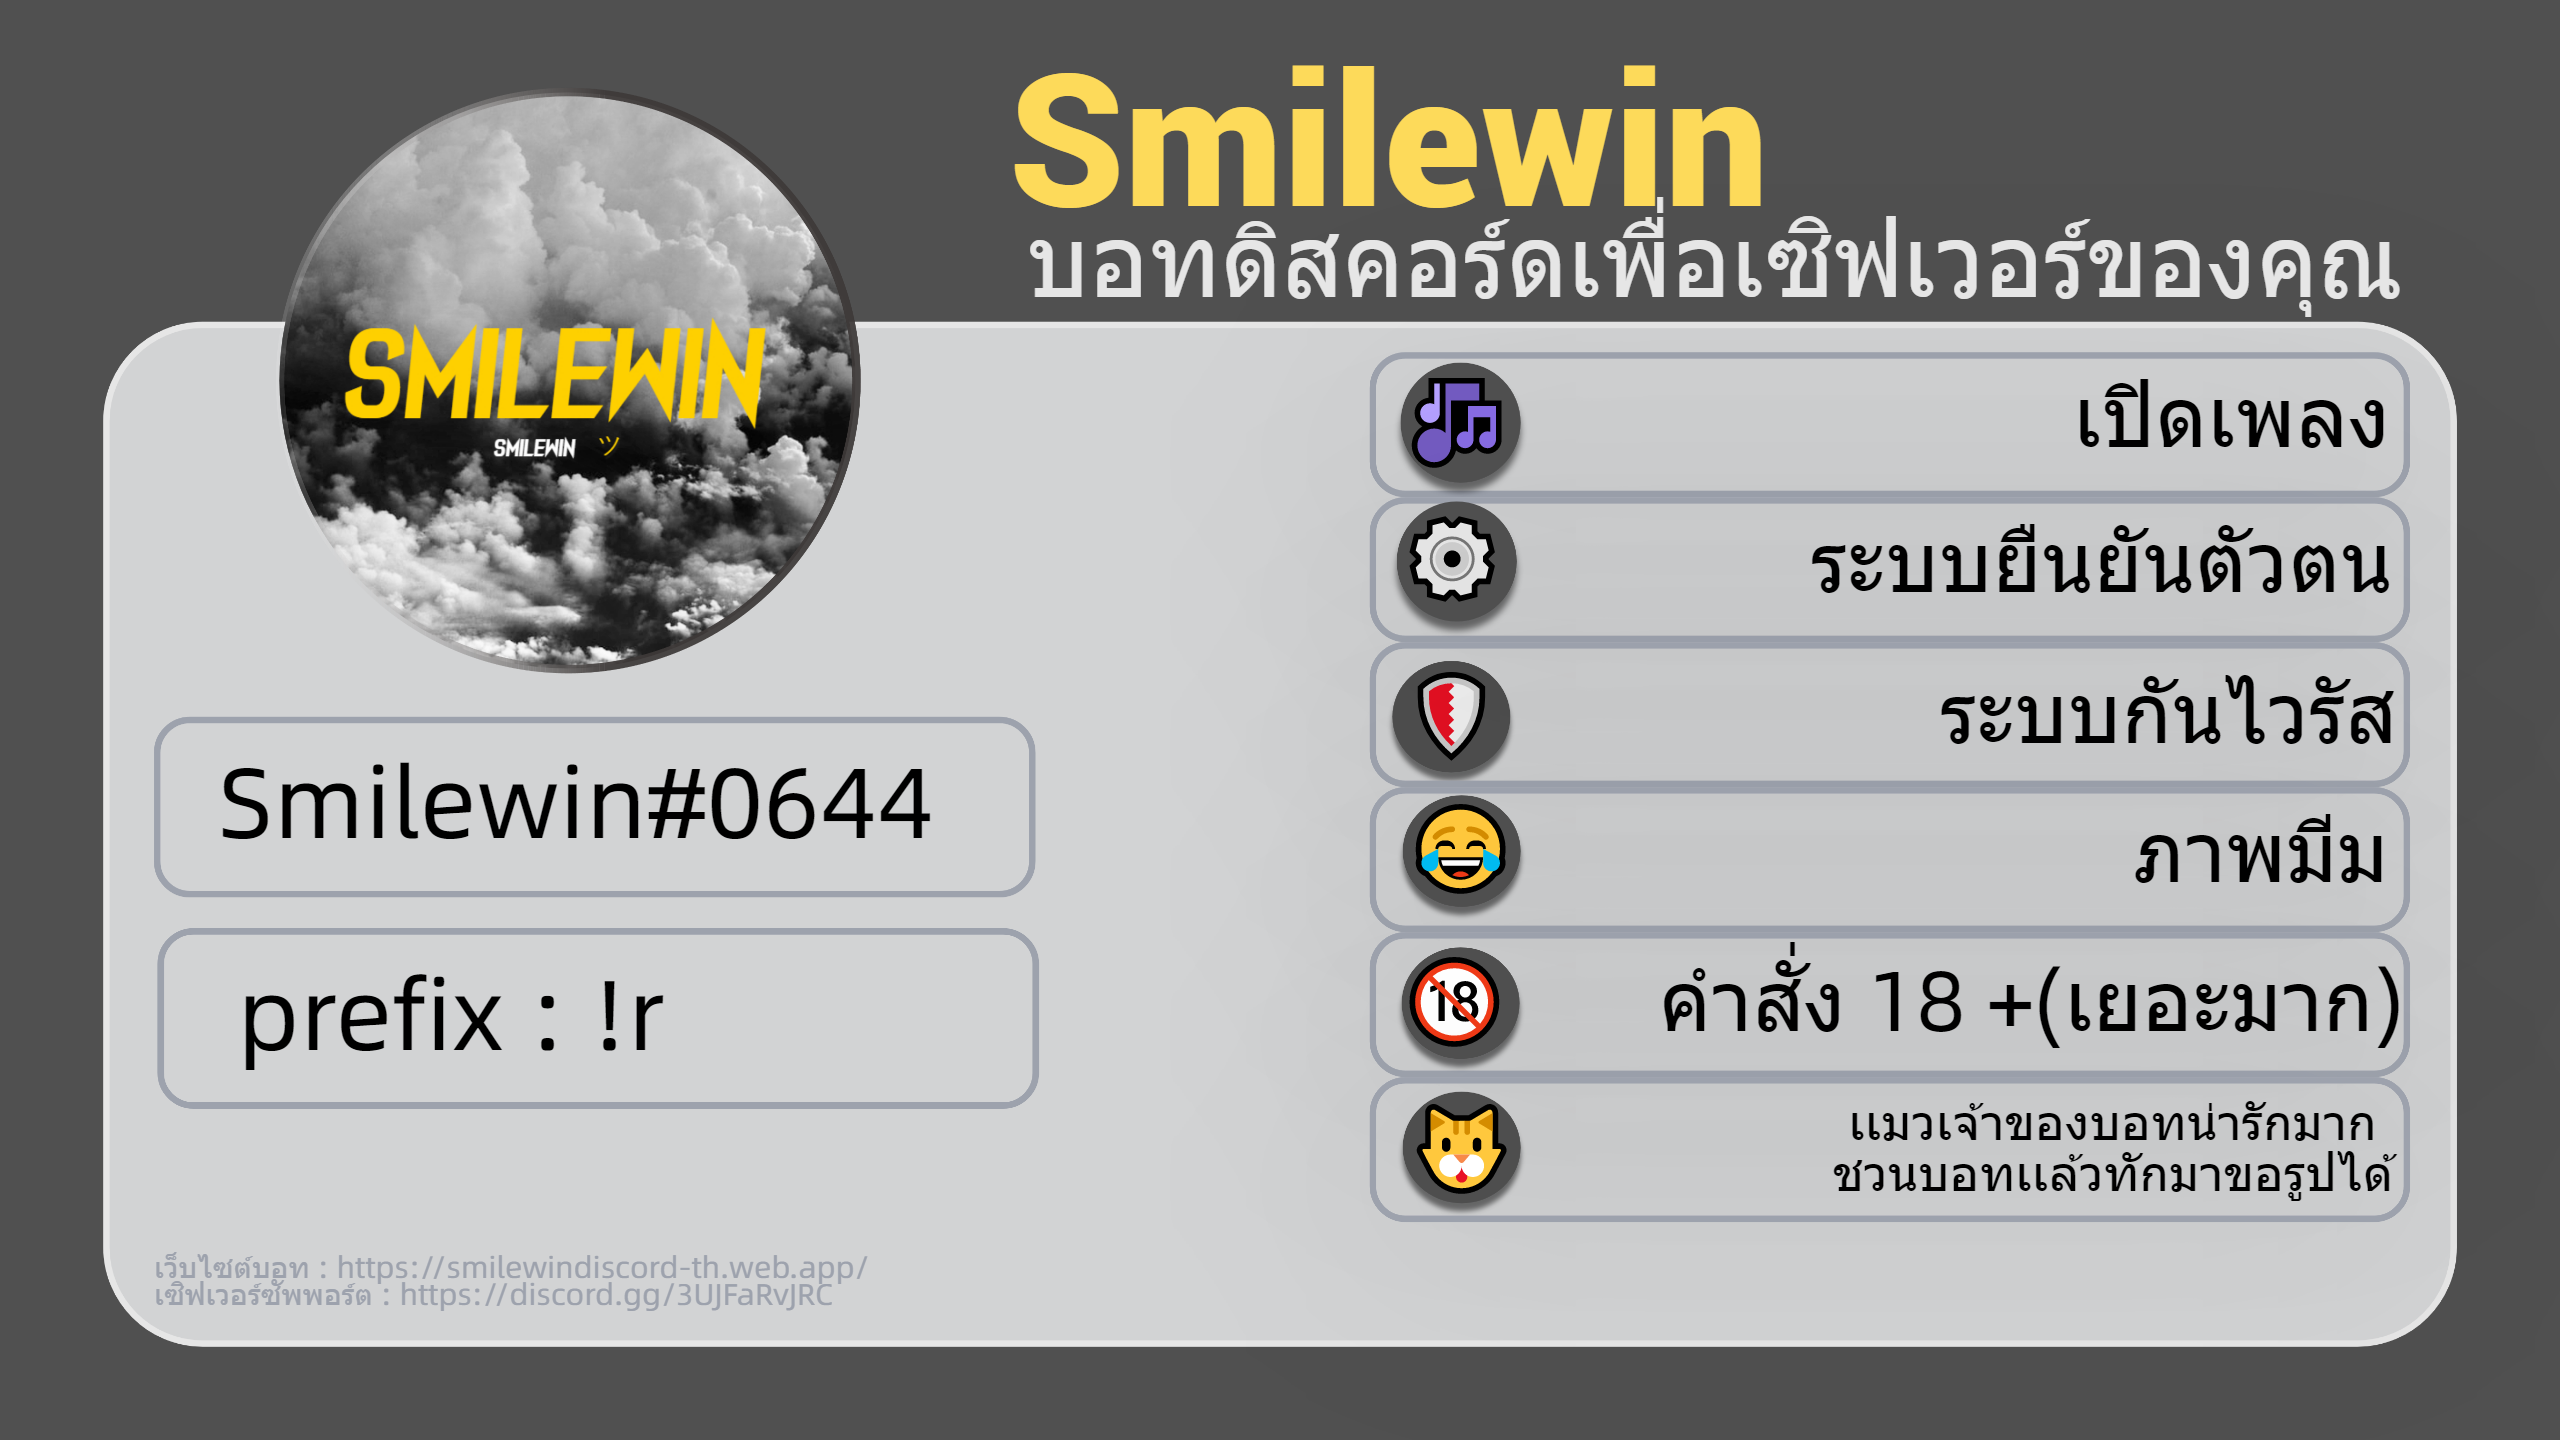 Smilewin
บอทดิสคอร์ดเพื่อเซิฟเวอร์ของคุณ
SMILEWIN
SMILEWIN ツ
Smilewin#0644
prefix : !r
เปิดเพลง
ระบบยืนยันตัวตน
ระบบกันไวรัส
ภาพมีม
18
คำสั่ง 18 +(เยอะมาก)
แมวเจ้าของบอทน่ารักมาก
ชวนบอทแล้วทักมาขอรูปได้
เว็บไซต์บอท : https://smilewindiscord-th.web.app/
เซิฟเวอร์ซัพพอร์ต : https://discord.gg/3UJFaRvJRC